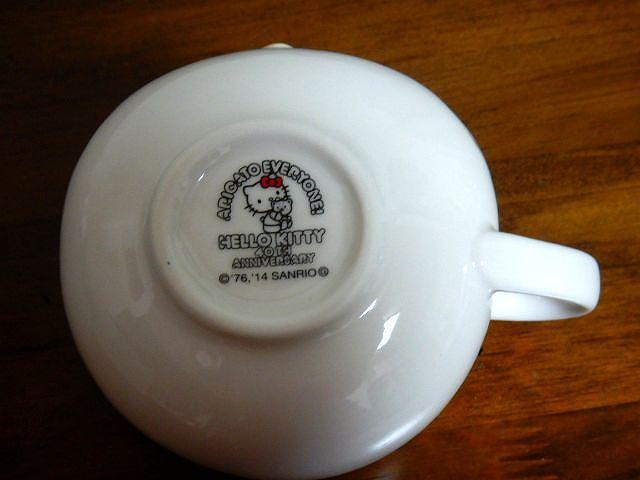 ARIGATO EVERYONE!
HELLO KITTY
40TH
ANNIVERSARY
© '76, '14 SANRIO Ⓛ